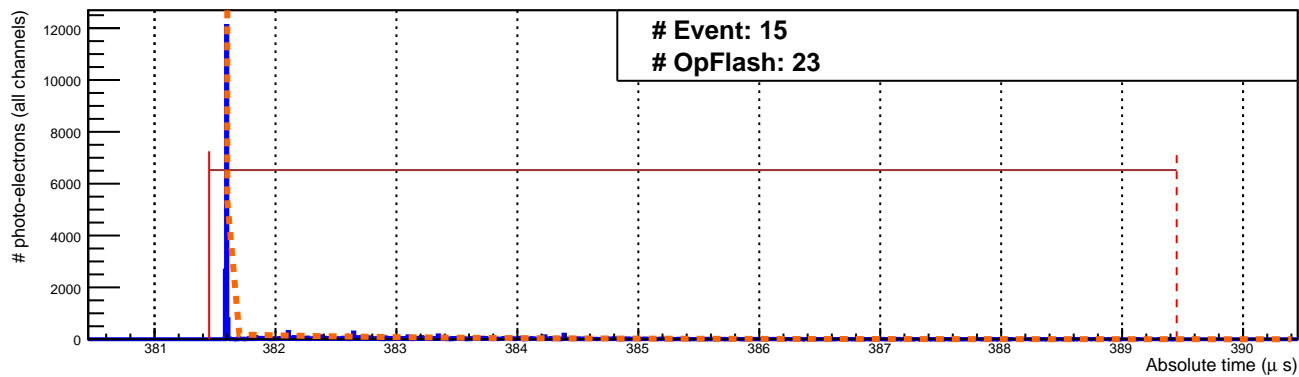 # Event: 15
# OpFlash: 23
# photo-electrons (all channels)
12000
10000
8000
6000
4000
2000
0
381 382 383 384 385 386 387 388 389 390
Absolute time (μ s)